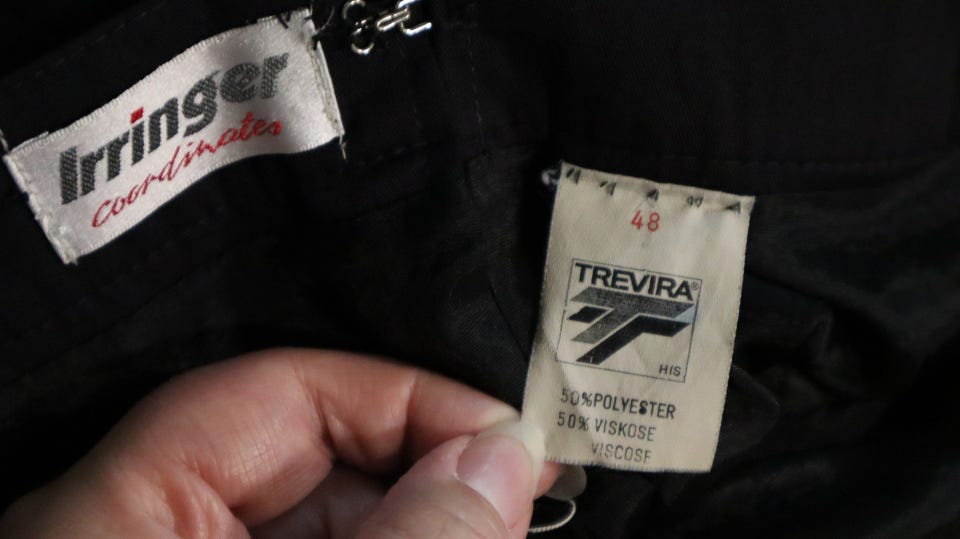 Irringer
coordinates
48
TREVIRA®
HIS
50%POLYESTER
50% VISKOSE
VISCOSE